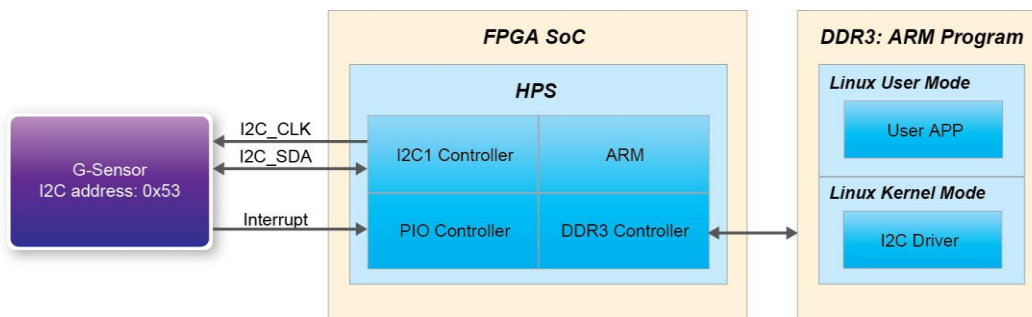 FPGA SoC
HPS
G-Sensor
I2C address: 0x53
I2C_CLK
I2C_SDA
Interrupt
I2C1 Controller
ARM
PIO Controller
DDR3 Controller
DDR3: ARM Program
Linux User Mode
User APP
Linux Kernel Mode
I2C Driver